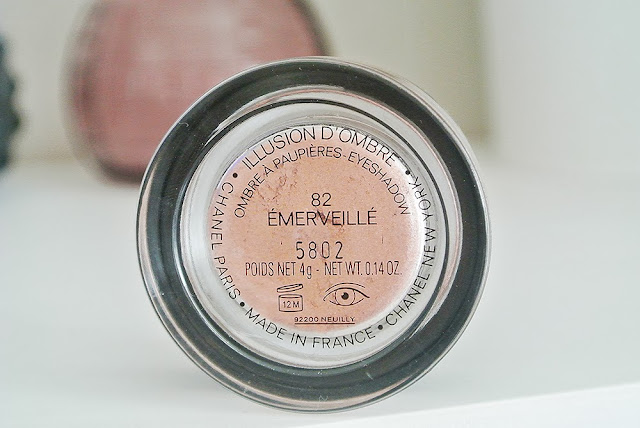 • ILLUSION D'OMBRE •
OMBRE À PAUPIÈRES-EYESHADOW
CHANEL PARIS • MADE IN FRANCE • CHANEL NEW YORK
82
ÉMERVEILLÉ
5802
POIDS NET 4g - NET WT. 0.14 OZ.
12M
92200 NEUILLY